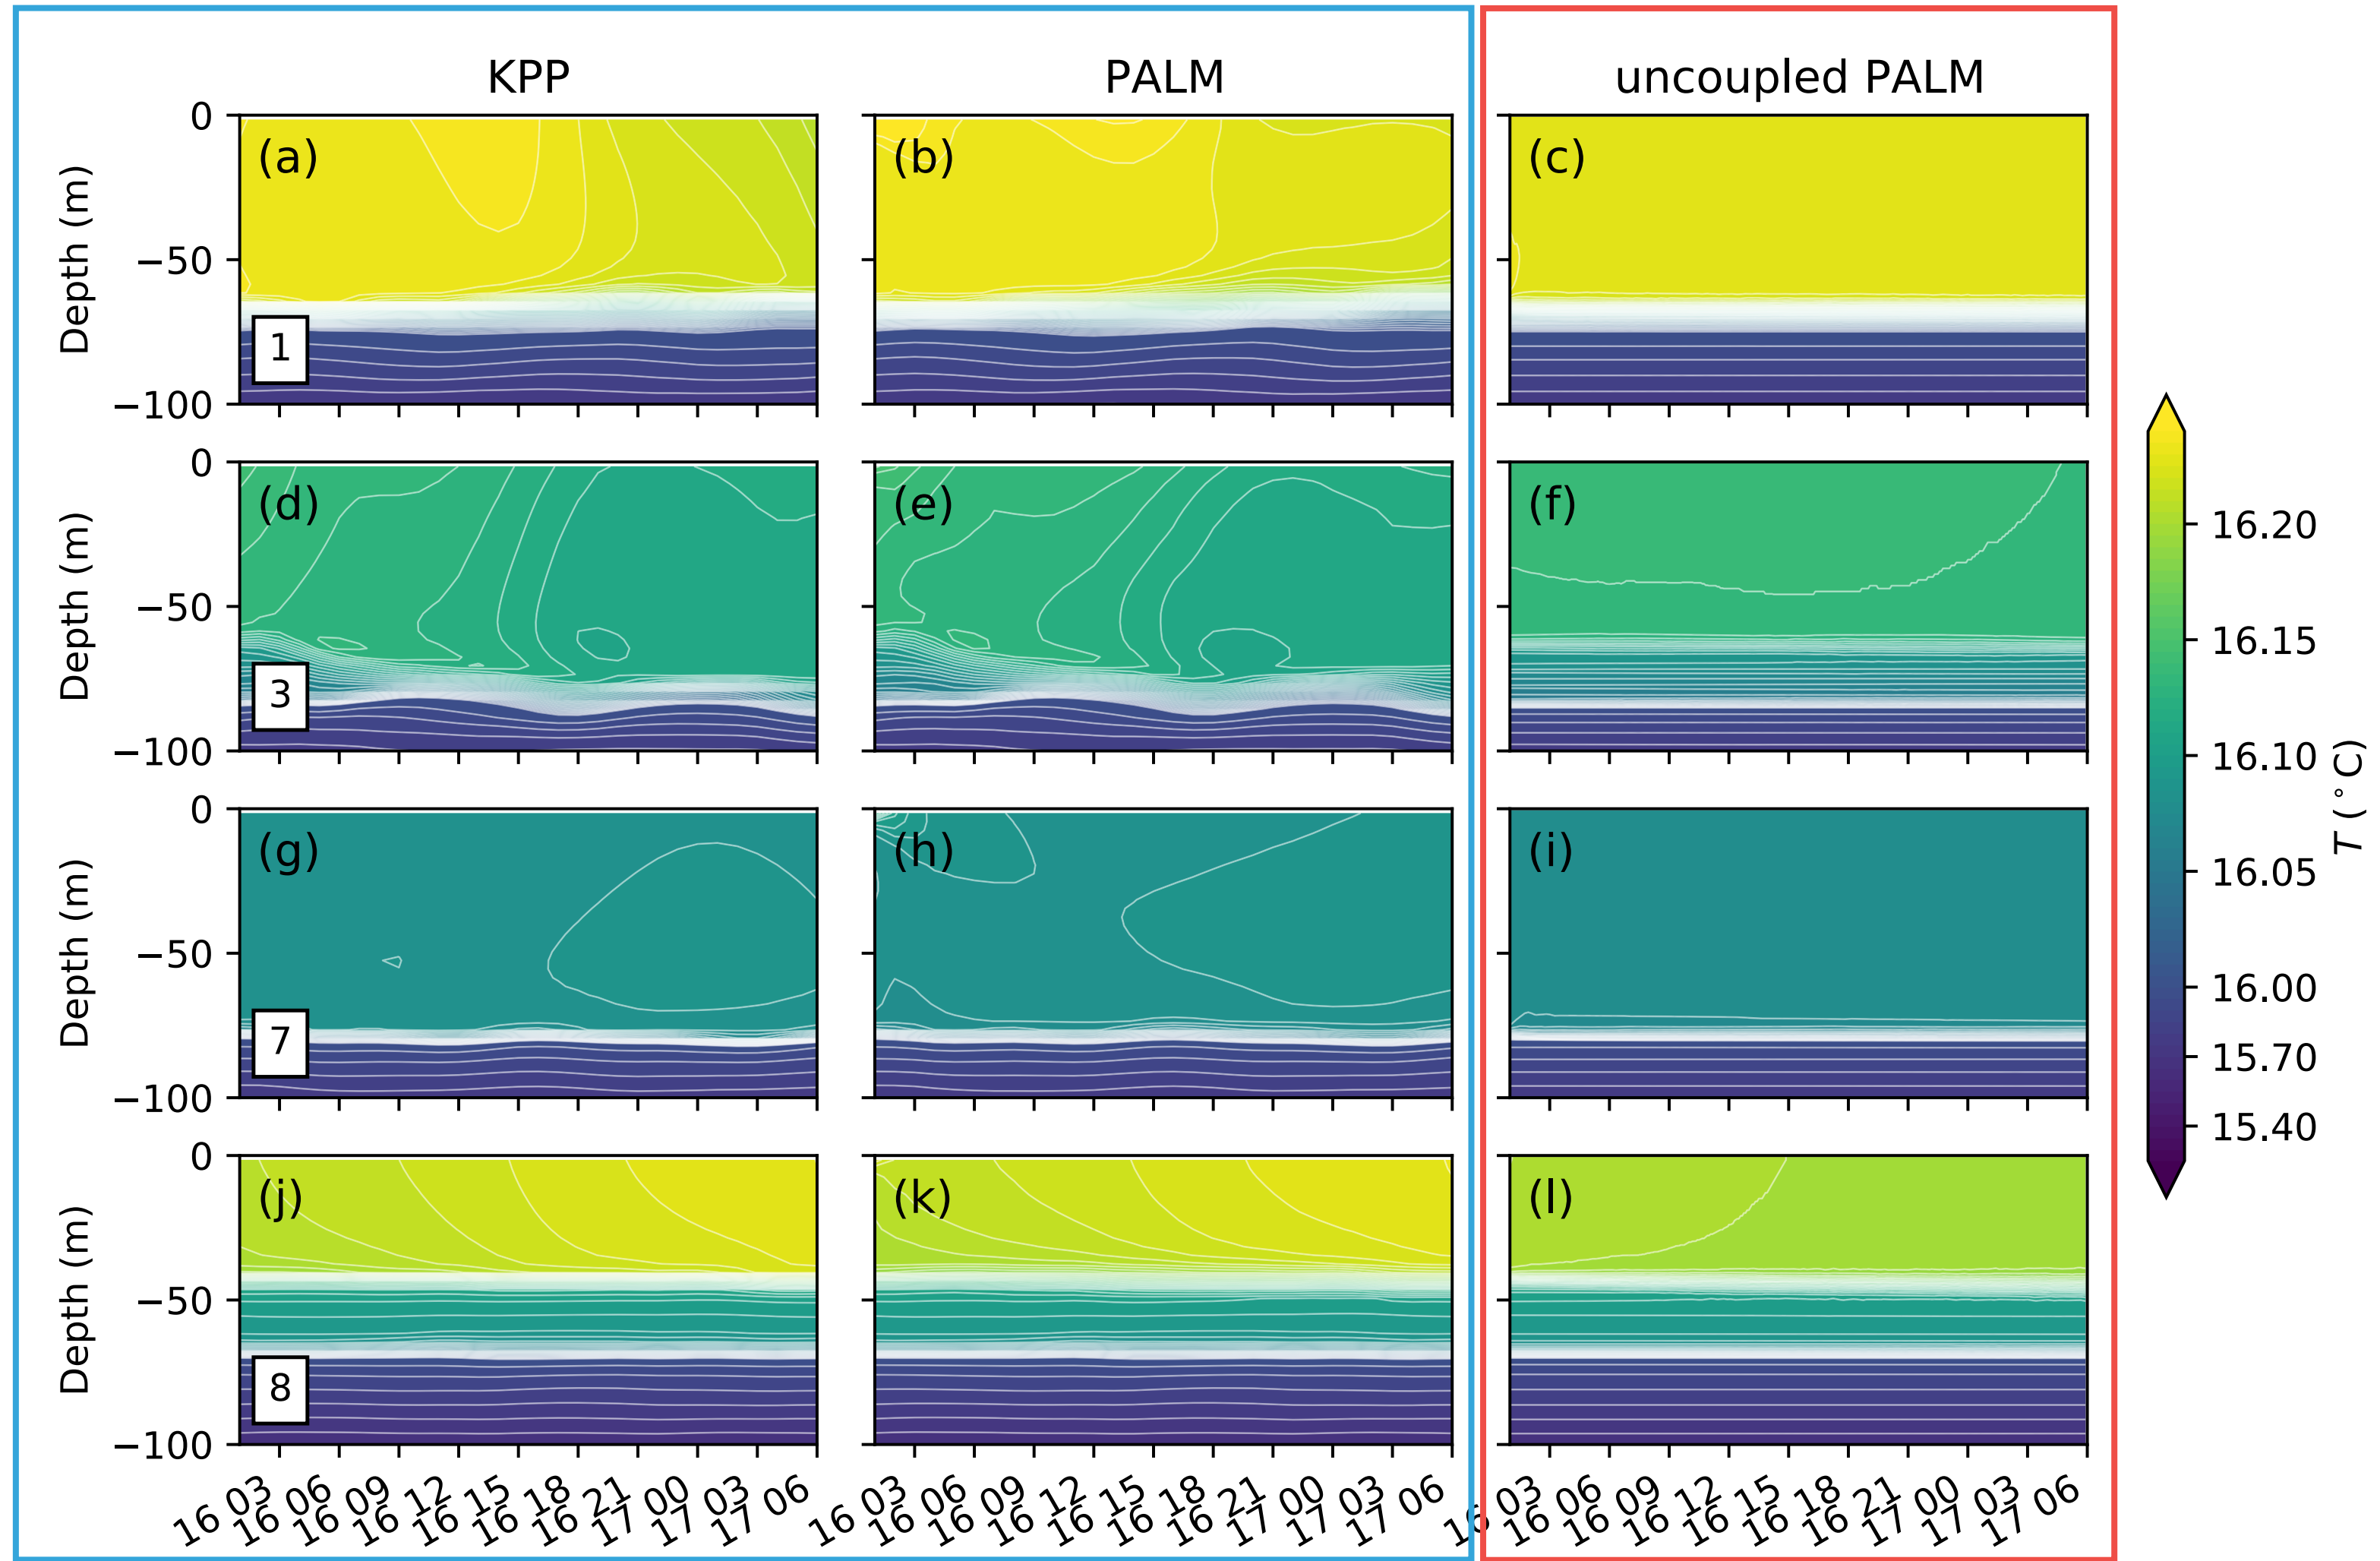 KPP PALM uncoupled PALM
0 (a) (b) (c)
Depth (m)
−50
1
−100
0 (d) (e) (f)
Depth (m)
−50
3
−100
0 (g) (h) (i)
Depth (m)
−50
7
−100
0 (j) (k) (l)
Depth (m)
−50
8
−100
16 03 16 06 16 09 16 12 16 15 16 18 16 21 17 00 17 03 17 06
16 03 16 06 16 09 16 12 16 15 16 18 16 21 17 00 17 03 17 06
16 03 16 06 16 09 16 12 16 15 16 18 16 21 17 00 17 03 17 06
16.20
16.15
16.10
16.05
16.00
15.70
15.40
T (°C)